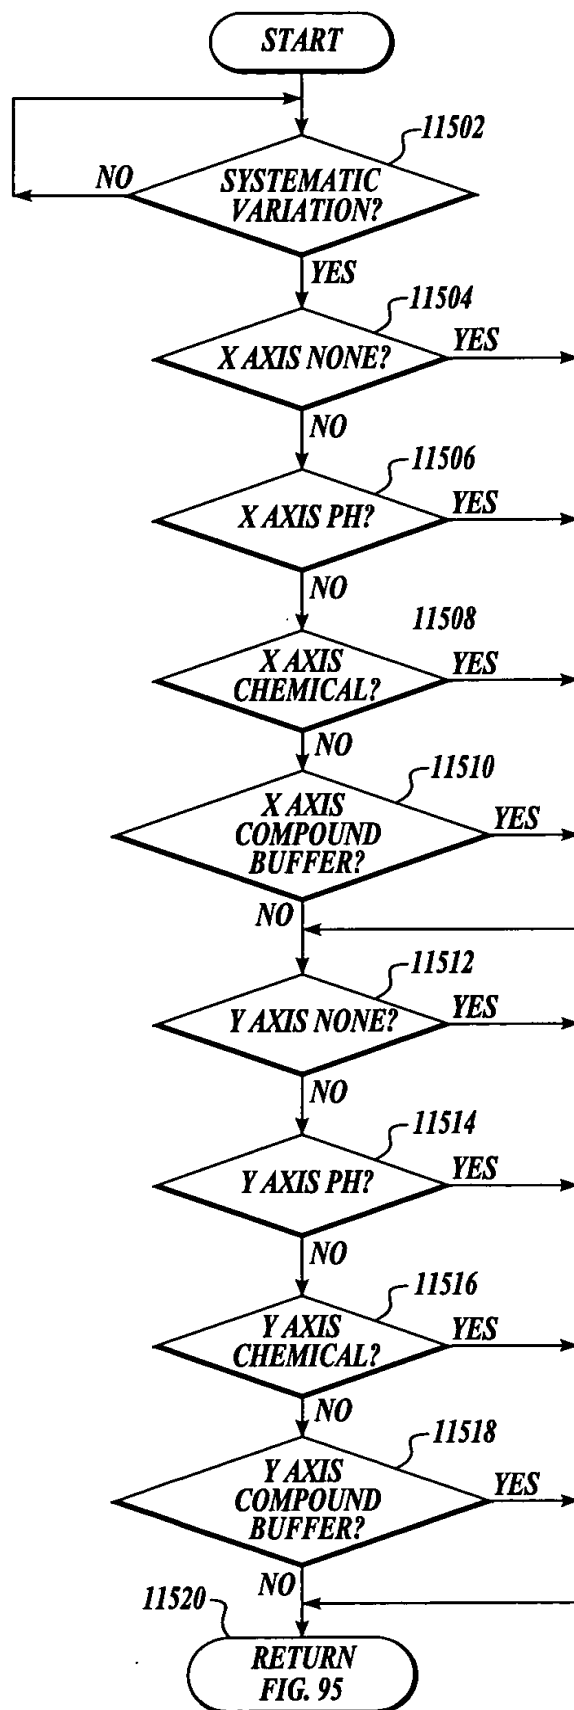 START
11502
NO
SYSTEMATIC
VARIATION?
YES
11504
X AXIS NONE?
YES
NO
11506
X AXIS PH?
YES
NO
11508
X AXIS
CHEMICAL?
YES
NO
11510
X AXIS
COMPOUND
BUFFER?
YES
NO
11512
Y AXIS NONE?
YES
NO
11514
Y AXIS PH?
YES
NO
11516
Y AXIS
CHEMICAL?
YES
NO
11518
Y AXIS
COMPOUND
BUFFER?
YES
NO
11520
RETURN
FIG. 95